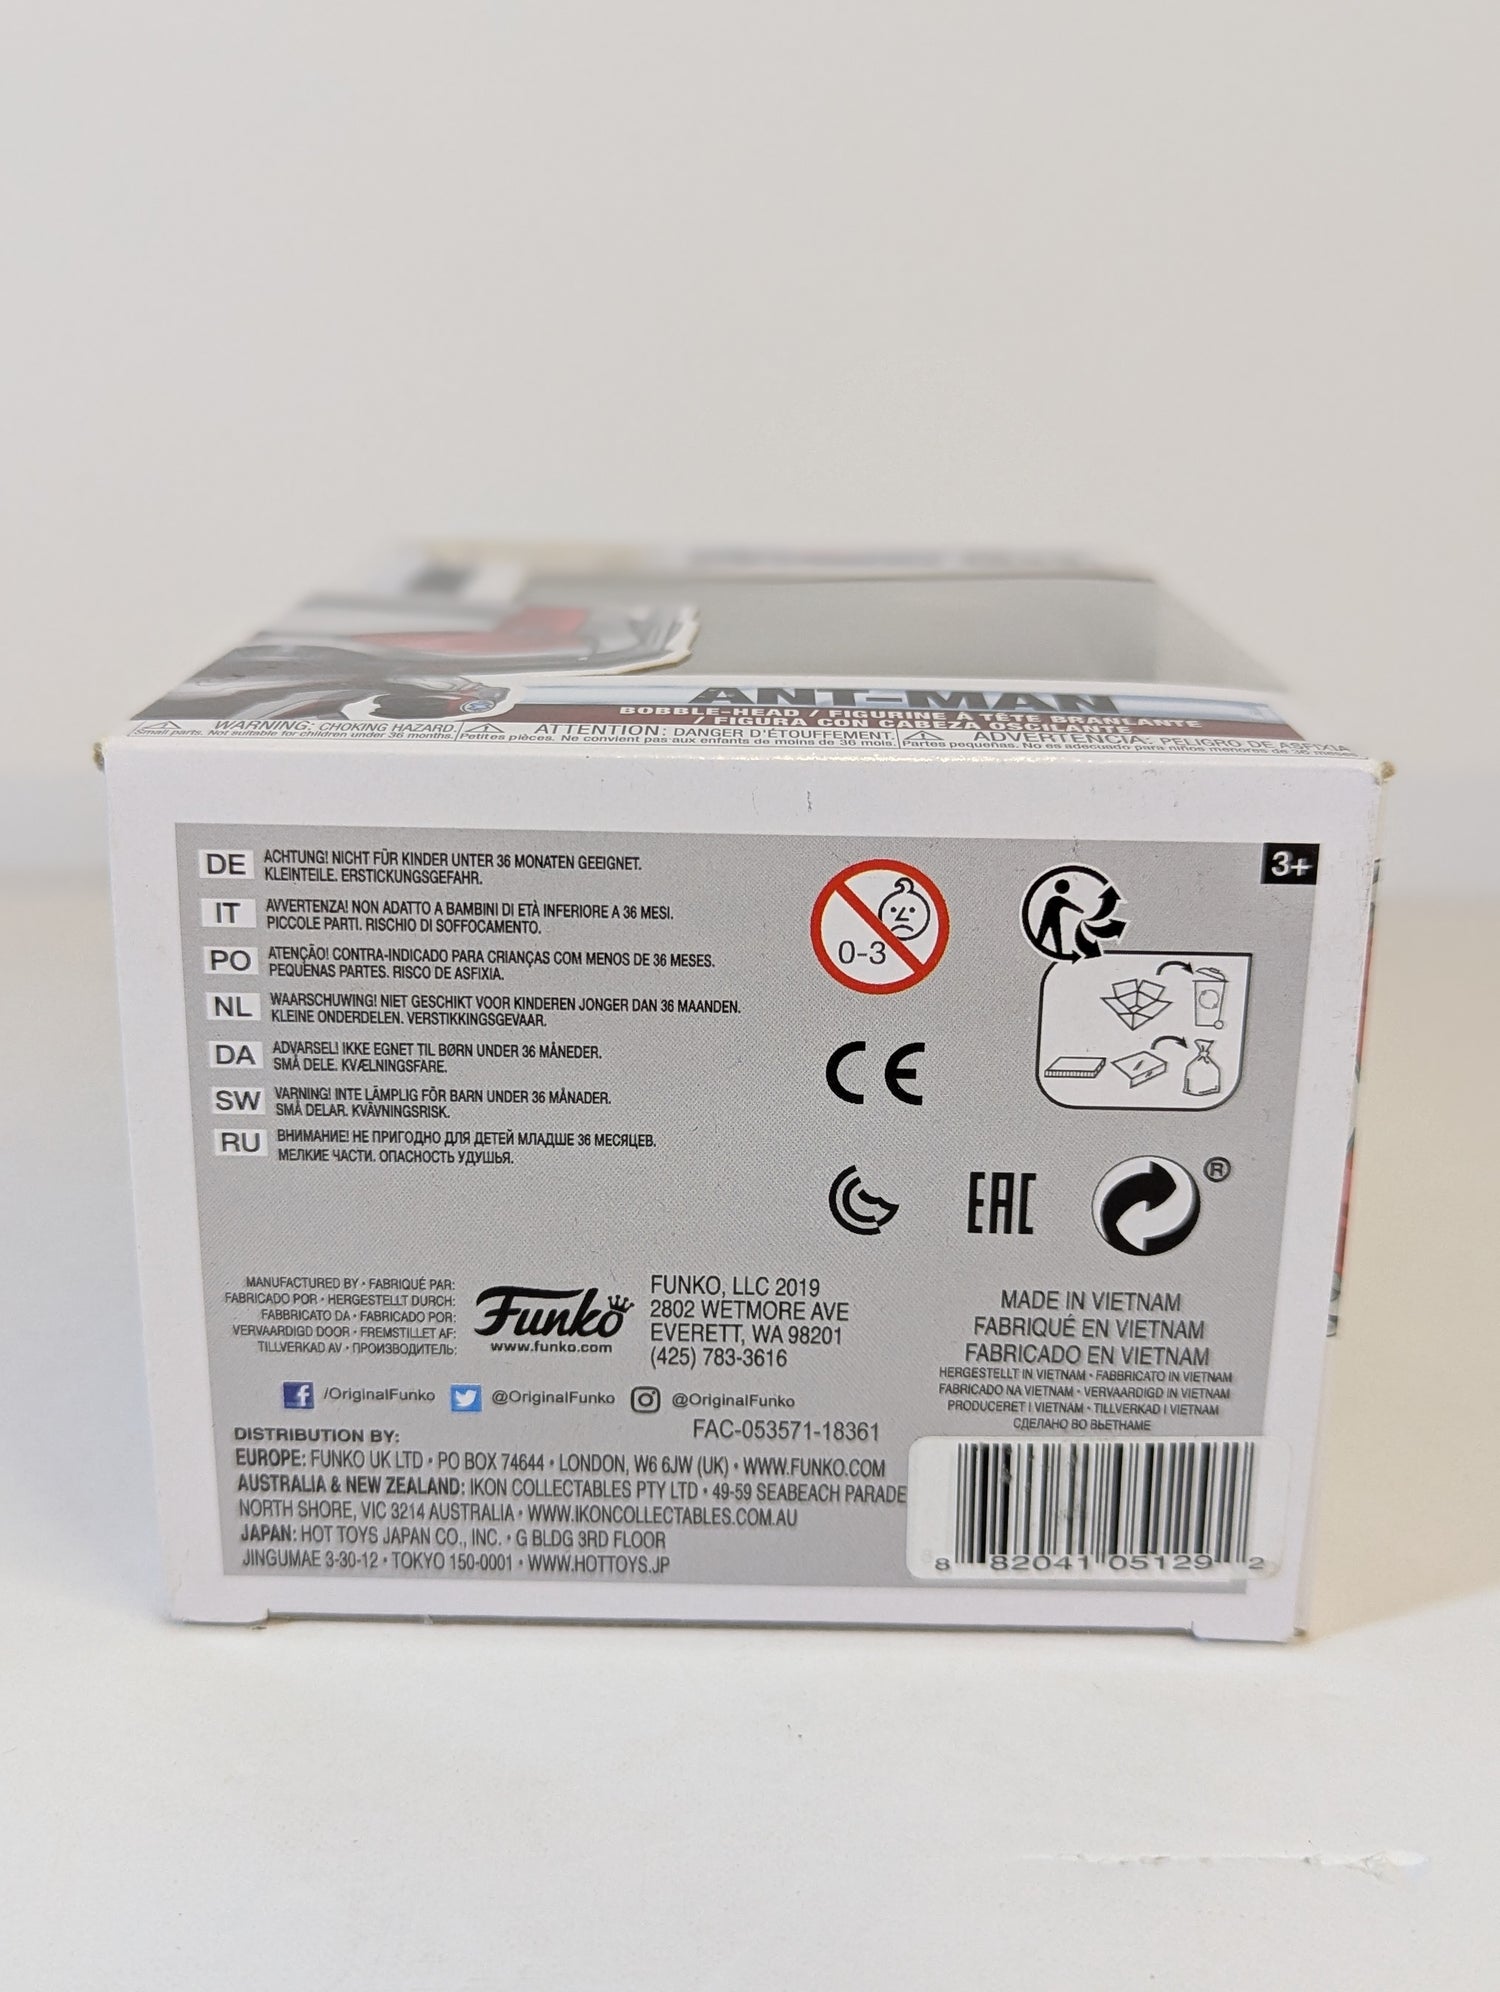 ANT-MAN
BOBBLE-HEAD / FIGURINE À TÊTE BRANLANTE
/ FIGURA CON CABEZA OSCILANTE
WARNING: CHOKING HAZARD.
Small parts. Not suitable for children under 36 months.
ATTENTION: DANGER D'ÉTOUFFEMENT.
Petites pièces. Ne convient pas aux enfants de moins de 36 mois.
ADVERTENCIA: PELIGRO DE ASFIXIA
Partes pequeñas. No es adecuado para niños menores de 36 meses.
3+
DE ACHTUNG! NICHT FÜR KINDER UNTER 36 MONATEN GEEIGNET.
KLEINTEILE. ERSTICKUNGSGEFAHR.
IT AVVERTENZA! NON ADATTO A BAMBINI DI ETÀ INFERIORE A 36 MESI.
PICCOLE PARTI. RISCHIO DI SOFFOCAMENTO.
PO ATENÇÃO! CONTRA-INDICADO PARA CRIANÇAS COM MENOS DE 36 MESES.
PEQUENAS PARTES. RISCO DE ASFIXIA.
NL WAARSCHUWING! NIET GESCHIKT VOOR KINDEREN JONGER DAN 36 MAANDEN.
KLEINE ONDERDELEN. VERSTIKKINGSGEVAAR.
DA ADVARSEL! IKKE EGNET TIL BØRN UNDER 36 MÅNEDER.
SMÅ DELE. KVÆLNINGSFARE.
SW VARNING! INTE LÄMPLIG FÖR BARN UNDER 36 MÅNADER.
SMÅ DELAR. KVÄVNINGSRISK.
RU ВНИМАНИЕ! НЕ ПРИГОДНО ДЛЯ ДЕТЕЙ МЛАДШЕ 36 МЕСЯЦЕВ.
МЕЛКИЕ ЧАСТИ. ОПАСНОСТЬ УДУШЬЯ.
0-3
CE
EAC
®
MANUFACTURED BY • FABRIQUÉ PAR:
FABRICADO POR • HERGESTELLT DURCH:
FABBRICATO DA • FABRICADO POR:
VERVAARDIGD DOOR • FREMSTILLET AF:
TILLVERKAD AV • ПРОИЗВОДИТЕЛЬ:
Funko
www.funko.com
FUNKO, LLC 2019
2802 WETMORE AVE
EVERETT, WA 98201
(425) 783-3616
MADE IN VIETNAM
FABRIQUÉ EN VIETNAM
FABRICADO EN VIETNAM
HERGESTELLT IN VIETNAM • FABBRICATO IN VIETNAM
FABRICADO NA VIETNAM • VERVAARDIGD IN VIETNAM
PRODUCERET I VIETNAM • TILLVERKAD I VIETNAM
СДЕЛАНО ВО ВЬЕТНАМЕ
/OriginalFunko @OriginalFunko @OriginalFunko
FAC-053571-18361
DISTRIBUTION BY:
EUROPE: FUNKO UK LTD • PO BOX 74644 • LONDON, W6 6JW (UK) • WWW.FUNKO.COM
AUSTRALIA & NEW ZEALAND: IKON COLLECTABLES PTY LTD • 49-59 SEABEACH PARADE
NORTH SHORE, VIC 3214 AUSTRALIA • WWW.IKONCOLLECTABLES.COM.AU
JAPAN: HOT TOYS JAPAN CO., INC. • G BLDG 3RD FLOOR
JINGUMAE 3-30-12 • TOKYO 150-0001 • WWW.HOTTOYS.JP
8 82041 05129 2